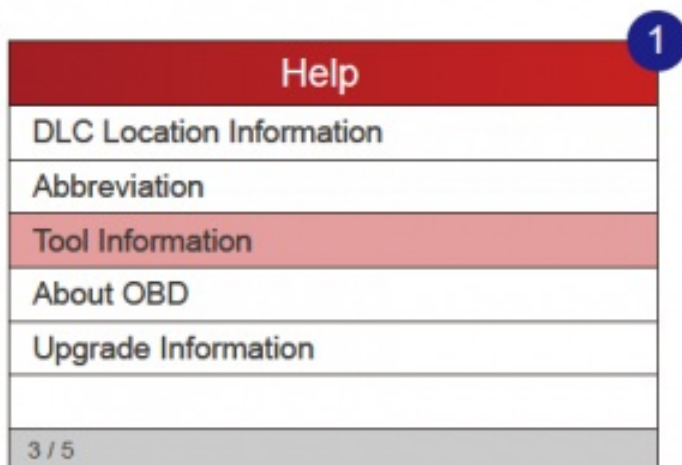 1
Help
DLC Location Information
Abbreviation
Tool Information
About OBD
Upgrade Information
3 / 5